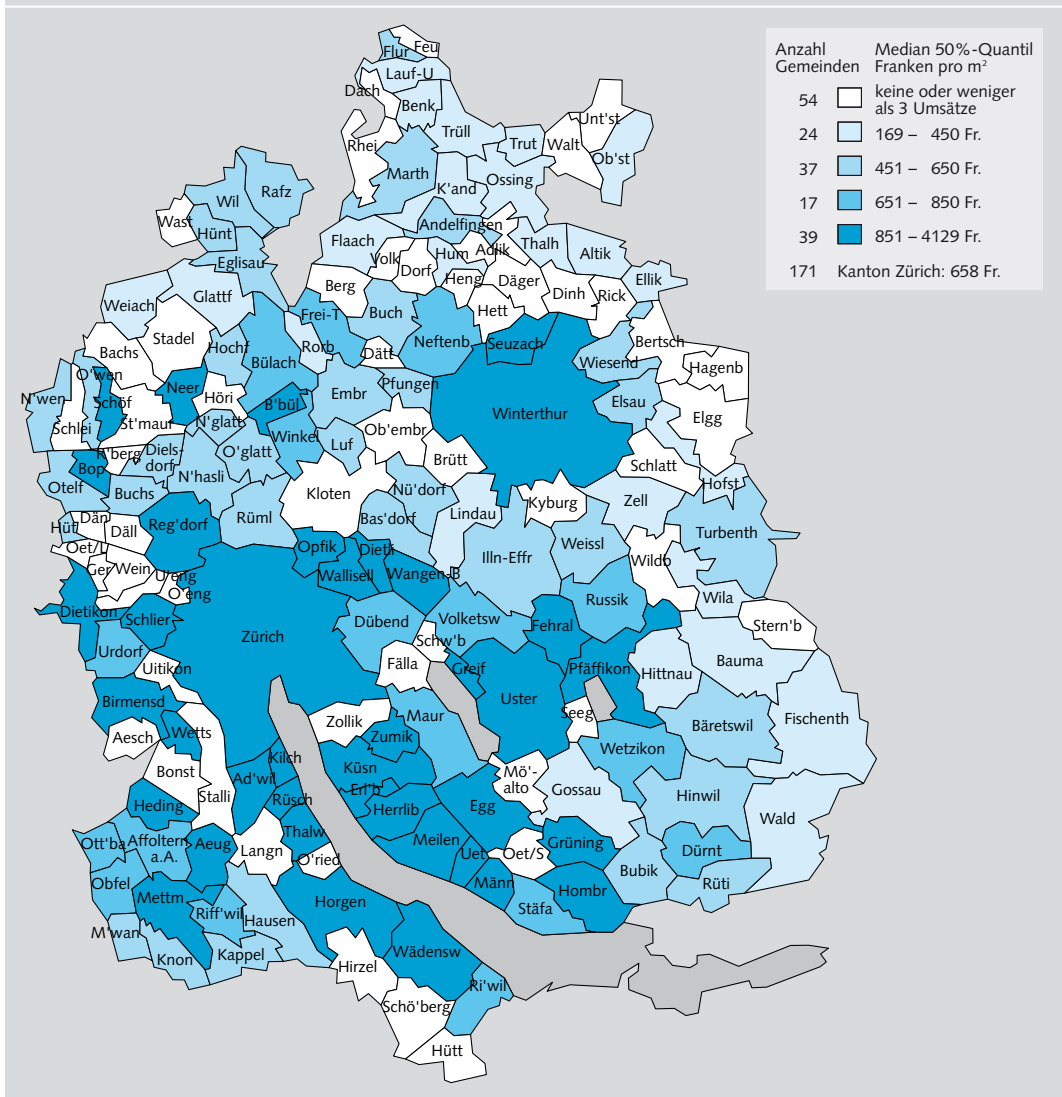 Anzahl Gemeinden
Median 50%-Quantil Franken pro m²
54 keine oder weniger als 3 Umsätze
24 169 – 450 Fr.
37 451 – 650 Fr.
17 651 – 850 Fr.
39 851 – 4129 Fr.
171 Kanton Zürich: 658 Fr.
Flur
Feu
Lauf-U
Dach
Benk
Unt'st
Trüll
Trut
Walt
Rhei
Ob'st
Marth
K'and
Ossing
Rafz
Wil
Wast
Hünt
Andelfingen
Flaach
Thalh
Adlik
Altik
Hum
Volk
Dorf
Eglisau
Heng
Däger
Ellik
Berg
Dinh
Rick
Glattf
Weiach
Buch
Hett
Frei-T
Stadel
Neftenb
Seuzach
Bertsch
Rorb
Hochf
Bachs
Dätt
Bülach
Wiesend
Hagenb
O'wen
Neer
Pfungen
Embr
Höri
N'wen
Schöf
B'bül
Elsau
Winterthur
Elgg
St'maur
N'glatt
Schlei
Ob'embr
Winkel
Luf
O'glatt
Diels-
dorf
R'berg
Brütt
Schlatt
Bop
N'hasli
Otelf
Buchs
Nü'dorf
Hofst
Kloten
Zell
Kyburg
Lindau
Dän
Rüml
Bas'dorf
Reg'dorf
Hütt
Däll
Turbenth
Weissl
Oet/L
Opfik
Dietl
Illn-Effr
Wildb
Ger
Wein
U'eng
Wallisell
Wangen-B
O'eng
Wila
Russik
Dietikon
Schlier
Dübend
Volketsw
Fehral
Stern'b
Zürich
Schw'b
Urdorf
Bauma
Uitikon
Fälla
Greif
Pfäffikon
Hittnau
Birmensd
Uster
Maur
Seeg
Fischenth
Zollik
Bäretswil
Wetts
Aesch
Zumik
Wetzikon
Kilch
Küsn
Bonst
Mö'-
alto
Ad'wil
Erl'b
Gossau
Hinwil
Stalli
Rüsch
Heding
Egg
Herrlib
Wald
Thalw
Ott'ba
Affoltern
a.A.
Aeug
Meilen
Grüning
Langn
Uet
Oet/S
Dürnt
O'ried
Bubik
Obfel
Männ
Rüti
Mettm
Hombr
Horgen
Stäfa
Riff'wil
Hausen
M'wan
Wädensw
Kappel
Knon
Hirzel
Ri'wil
Schö'berg
Hütt